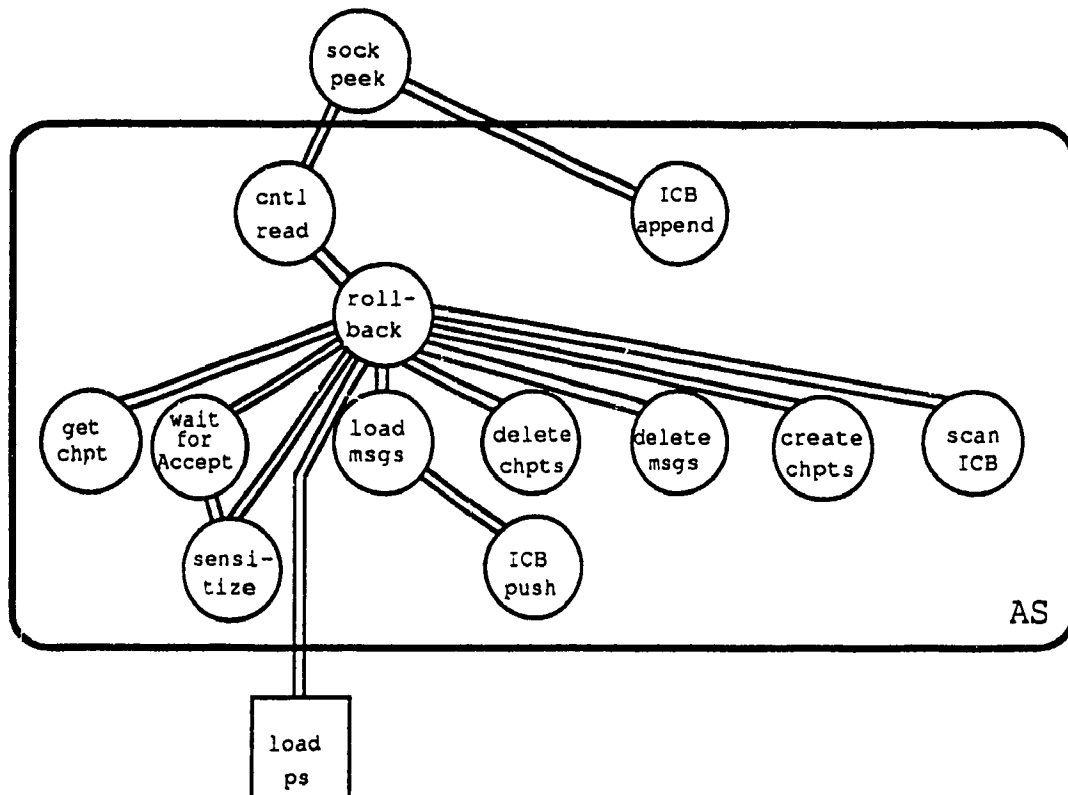 sock
peek
cntl
read
ICB
append
roll-
back
get
chpt
wait
for
Accept
load
msgs
delete
chpts
delete
msgs
create
chpts
scan
ICB
sensi-
tize
ICB
push
AS
load
ps